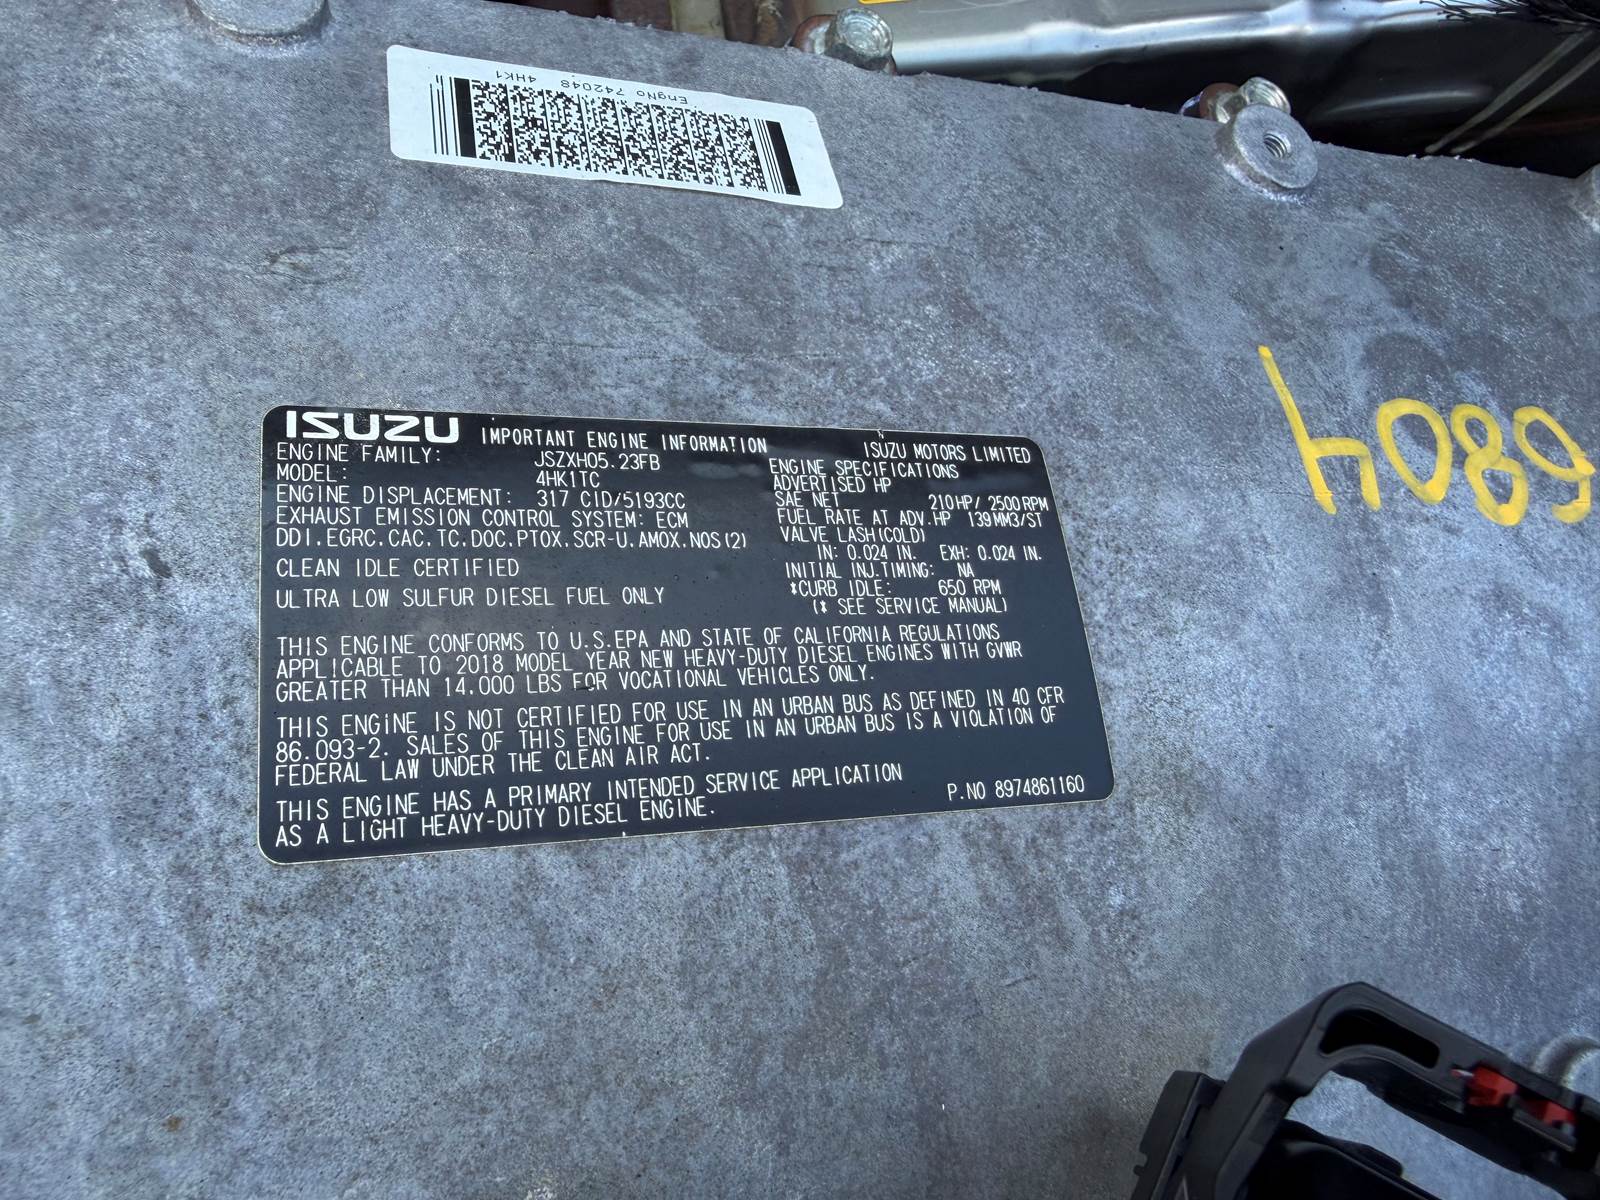 EngNo 742048 4HK1
ISUZU IMPORTANT ENGINE INFORMATION ISUZU MOTORS LIMITED
ENGINE FAMILY: JSZXH05.23FB
MODEL: 4HK1TC
ENGINE DISPLACEMENT: 317 CID/5193CC
EXHAUST EMISSION CONTROL SYSTEM: ECM
DDI.EGRC.CAC.TC.DOC.PTOX.SCR-U.AMOX.NOS(2)
CLEAN IDLE CERTIFIED
ULTRA LOW SULFUR DIESEL FUEL ONLY
ENGINE SPECIFICATIONS
ADVERTISED HP
SAE NET 210HP/ 2500RPM
FUEL RATE AT ADV.HP 139MM3/ST
VALVE LASH(COLD)
IN: 0.024 IN. EXH: 0.024 IN.
INITIAL INJ.TIMING: NA
*CURB IDLE: 650 RPM
(* SEE SERVICE MANUAL)
THIS ENGINE CONFORMS TO U.S.EPA AND STATE OF CALIFORNIA REGULATIONS
APPLICABLE TO 2018 MODEL YEAR NEW HEAVY-DUTY DIESEL ENGINES WITH GVWR
GREATER THAN 14.000 LBS FOR VOCATIONAL VEHICLES ONLY.
THIS ENGINE IS NOT CERTIFIED FOR USE IN AN URBAN BUS AS DEFINED IN 40 CFR
86.093-2. SALES OF THIS ENGINE FOR USE IN AN URBAN BUS IS A VIOLATION OF
FEDERAL LAW UNDER THE CLEAN AIR ACT.
THIS ENGINE HAS A PRIMARY INTENDED SERVICE APPLICATION
AS A LIGHT HEAVY-DUTY DIESEL ENGINE.
P.NO 8974861160
6804